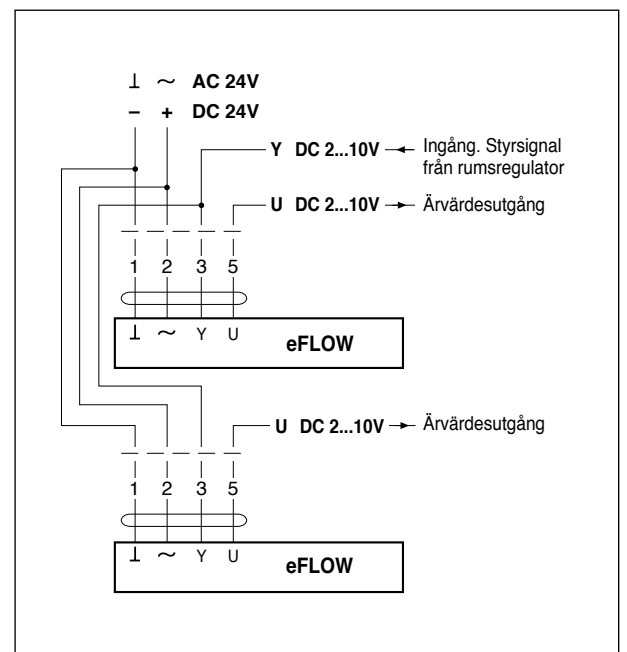 ⊥ ~ AC 24V
– + DC 24V
Y DC 2...10V Ingång. Styrsignal
från rumsregulator
U DC 2...10V Ärvärdesutgång
1 2 3 5
⊥ ~ Y U eFLOW
U DC 2...10V Ärvärdesutgång
1 2 3 5
⊥ ~ Y U eFLOW